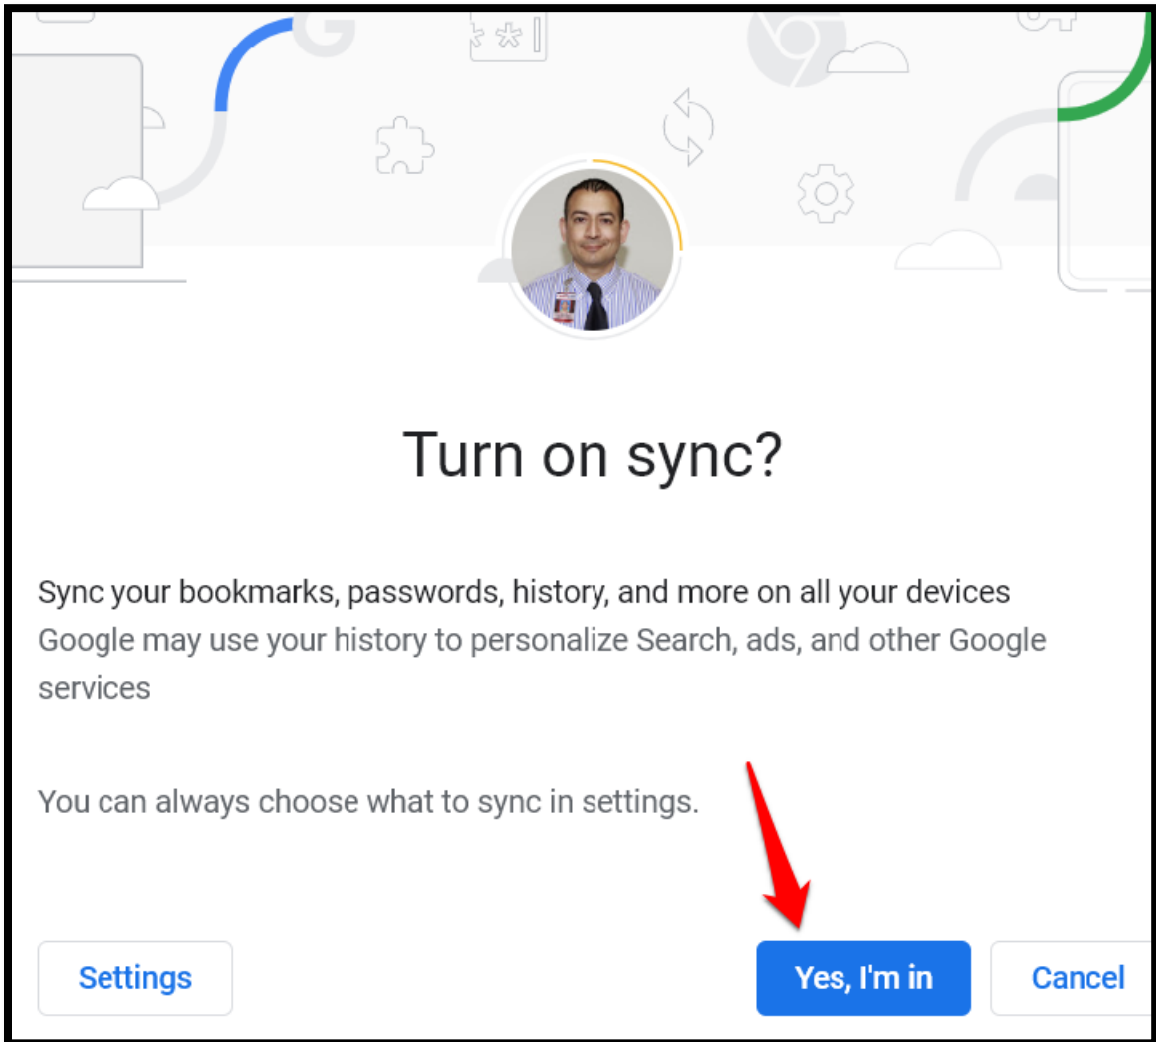 Turn on sync?
Sync your bookmarks, passwords, history, and more on all your devices
Google may use your history to personalize Search, ads, and other Google
services
You can always choose what to sync in settings.
Settings Yes, I'm in Cancel